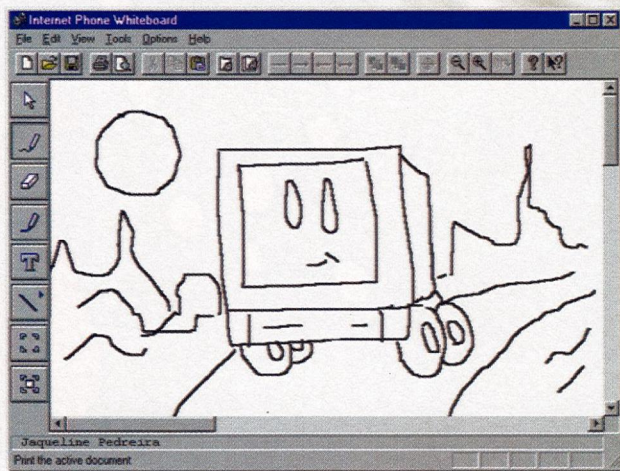 Internet Phone Whiteboard
File Edit View Tools Options Help
T
Jaqueline Pedreira
Print the active document